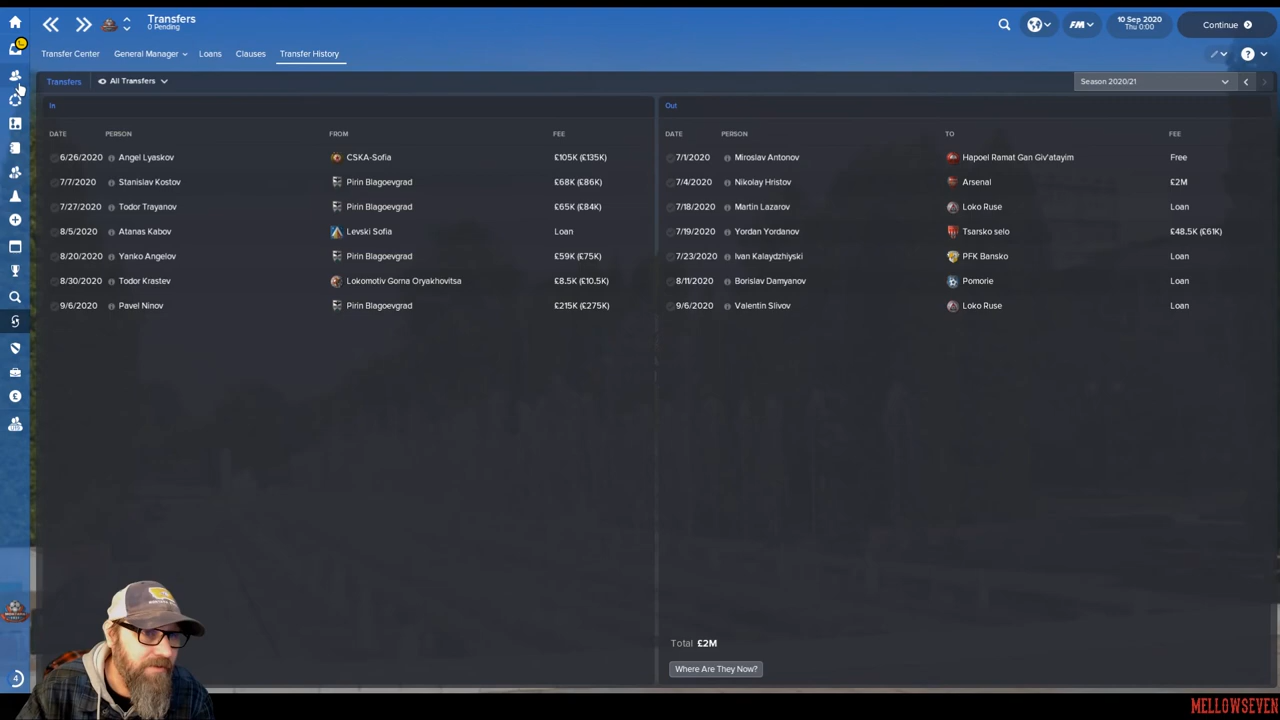 Transfers
0 Pending
FM
10 Sep 2020
Thu 0:00
Continue
Transfer Center General Manager Loans Clauses Transfer History
?
Transfers All Transfers Season 2020/21
In
DATE PERSON FROM FEE
6/26/2020 Angel Lyaskov CSKA-Sofia £105K (£135K)
7/7/2020 Stanislav Kostov Pirin Blagoevgrad £68K (£86K)
7/27/2020 Todor Trayanov Pirin Blagoevgrad £65K (£84K)
8/5/2020 Atanas Kabov Levski Sofia Loan
8/20/2020 Yanko Angelov Pirin Blagoevgrad £59K (£75K)
8/30/2020 Todor Krastev Lokomotiv Gorna Oryakhovitsa £8.5K (£10.5K)
9/6/2020 Pavel Ninov Pirin Blagoevgrad £215K (£275K)
Out
DATE PERSON TO FEE
7/1/2020 Miroslav Antonov Hapoel Ramat Gan Giv'atayim Free
7/4/2020 Nikolay Hristov Arsenal £2M
7/18/2020 Martin Lazarov Loko Ruse Loan
7/19/2020 Yordan Yordanov Tsarsko selo £48.5K (£61K)
7/23/2020 Ivan Kalaydzhiyski PFK Bansko Loan
8/11/2020 Borislav Damyanov Pomorie Loan
9/6/2020 Valentin Slivov Loko Ruse Loan
Total £2M
Where Are They Now?
4
MELLOWSEVEN